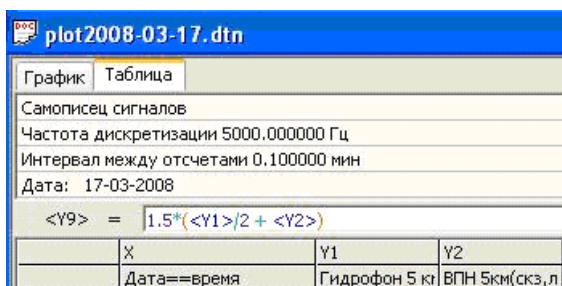 plot2008-03-17.dtn
График Таблица
Самописец сигналов
Частота дискретизации 5000.000000 Гц
Интервал между отсчетами 0.100000 мин
Дата: 17-03-2008
<Y9> = 1.5*(<Y1>/2 + <Y2>)
X Y1 Y2
Дата==время Гидрофон 5 кг ВПН 5км(скз,л